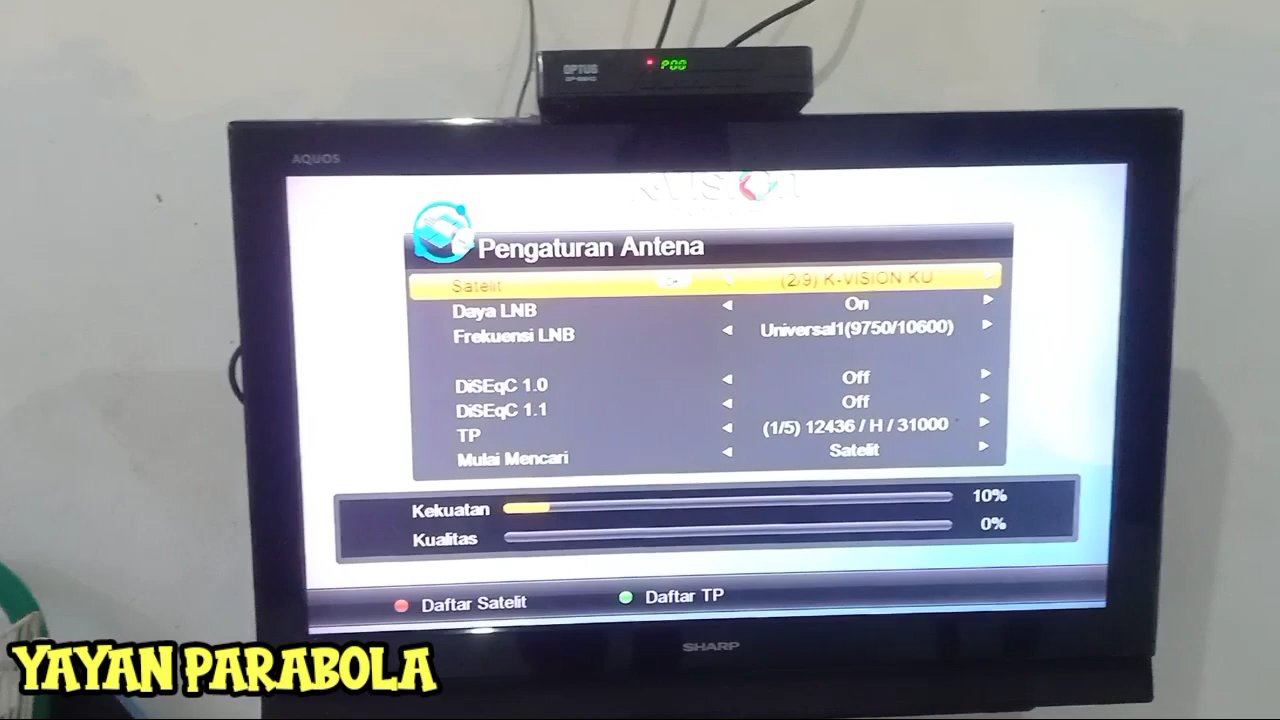 OPTUS
P00
AQUOS
K-VISION
Pengaturan Antena
Satelit (2/9) K-VISION KU
Daya LNB On
Frekuensi LNB Universal1(9750/10600)
DiSEqC 1.0 Off
DiSEqC 1.1 Off
TP (1/5) 12436 / H / 31000
Mulai Mencari Satelit
Kekuatan 10%
Kualitas 0%
Daftar Satelit Daftar TP
SHARP
YAYAN PARABOLA